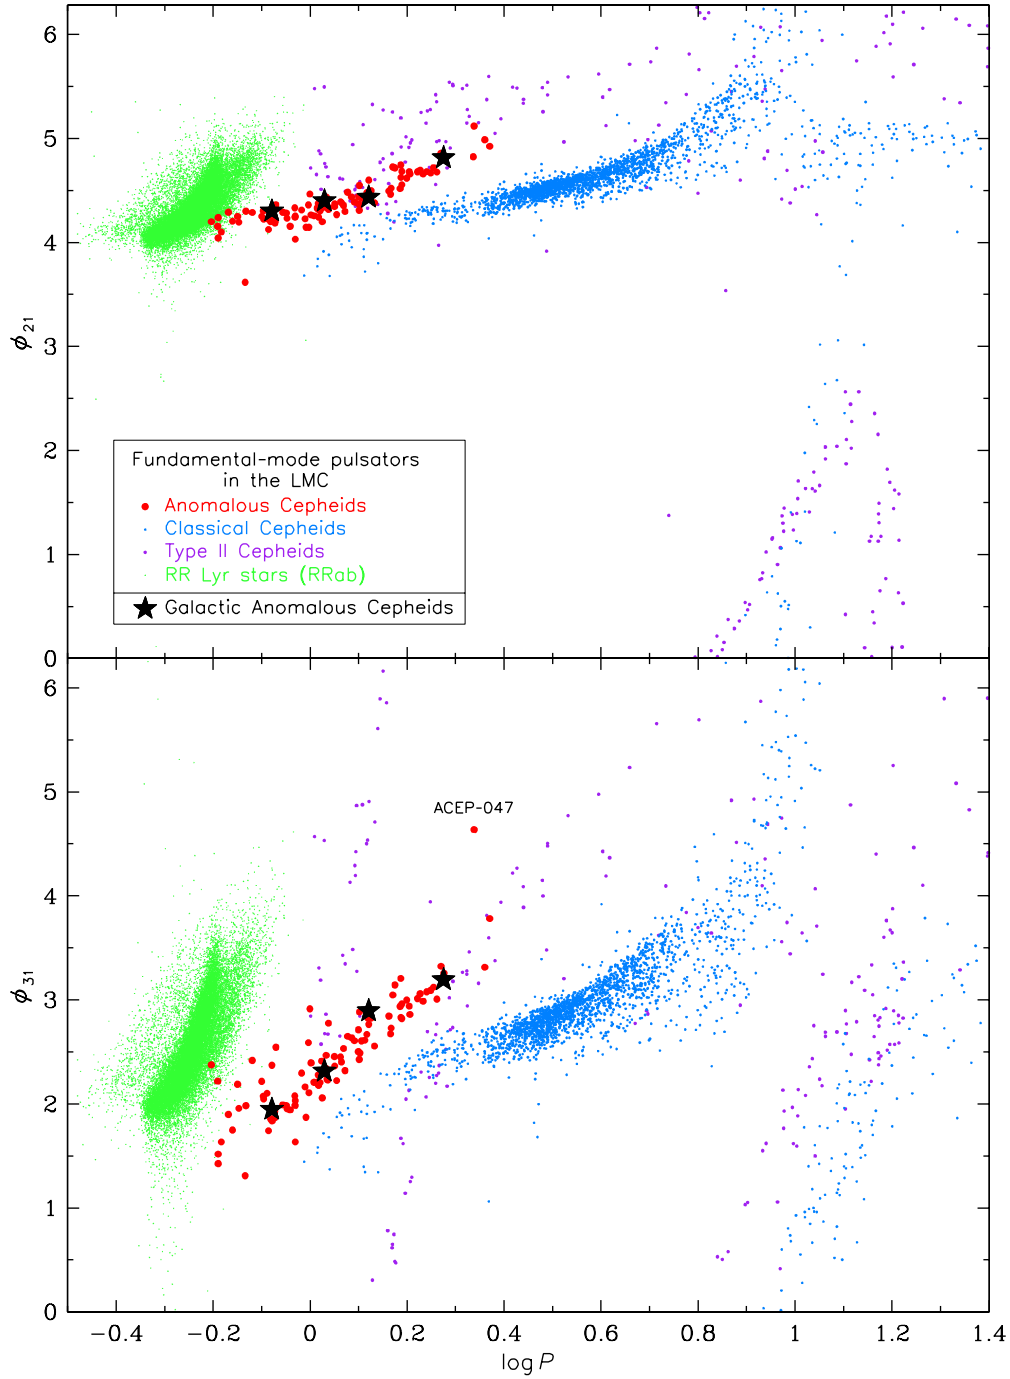 6
5
4
3
2
1
0
ϕ21
Fundamental-mode pulsators
in the LMC
Anomalous Cepheids
Classical Cepheids
Type II Cepheids
RR Lyr stars (RRab)
Galactic Anomalous Cepheids
6
5
4
3
2
1
0
ϕ31
ACEP-047
−0.4 −0.2 0 0.2 0.4 0.6 0.8 1 1.2 1.4
log P